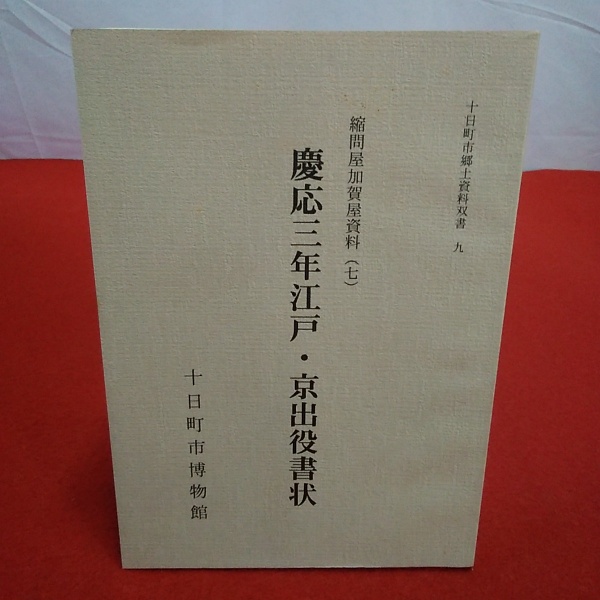 十日町市郷土資料双書 九
縮問屋加賀屋資料(七)
慶応三年江戸・京出役書状
十日町市博物館